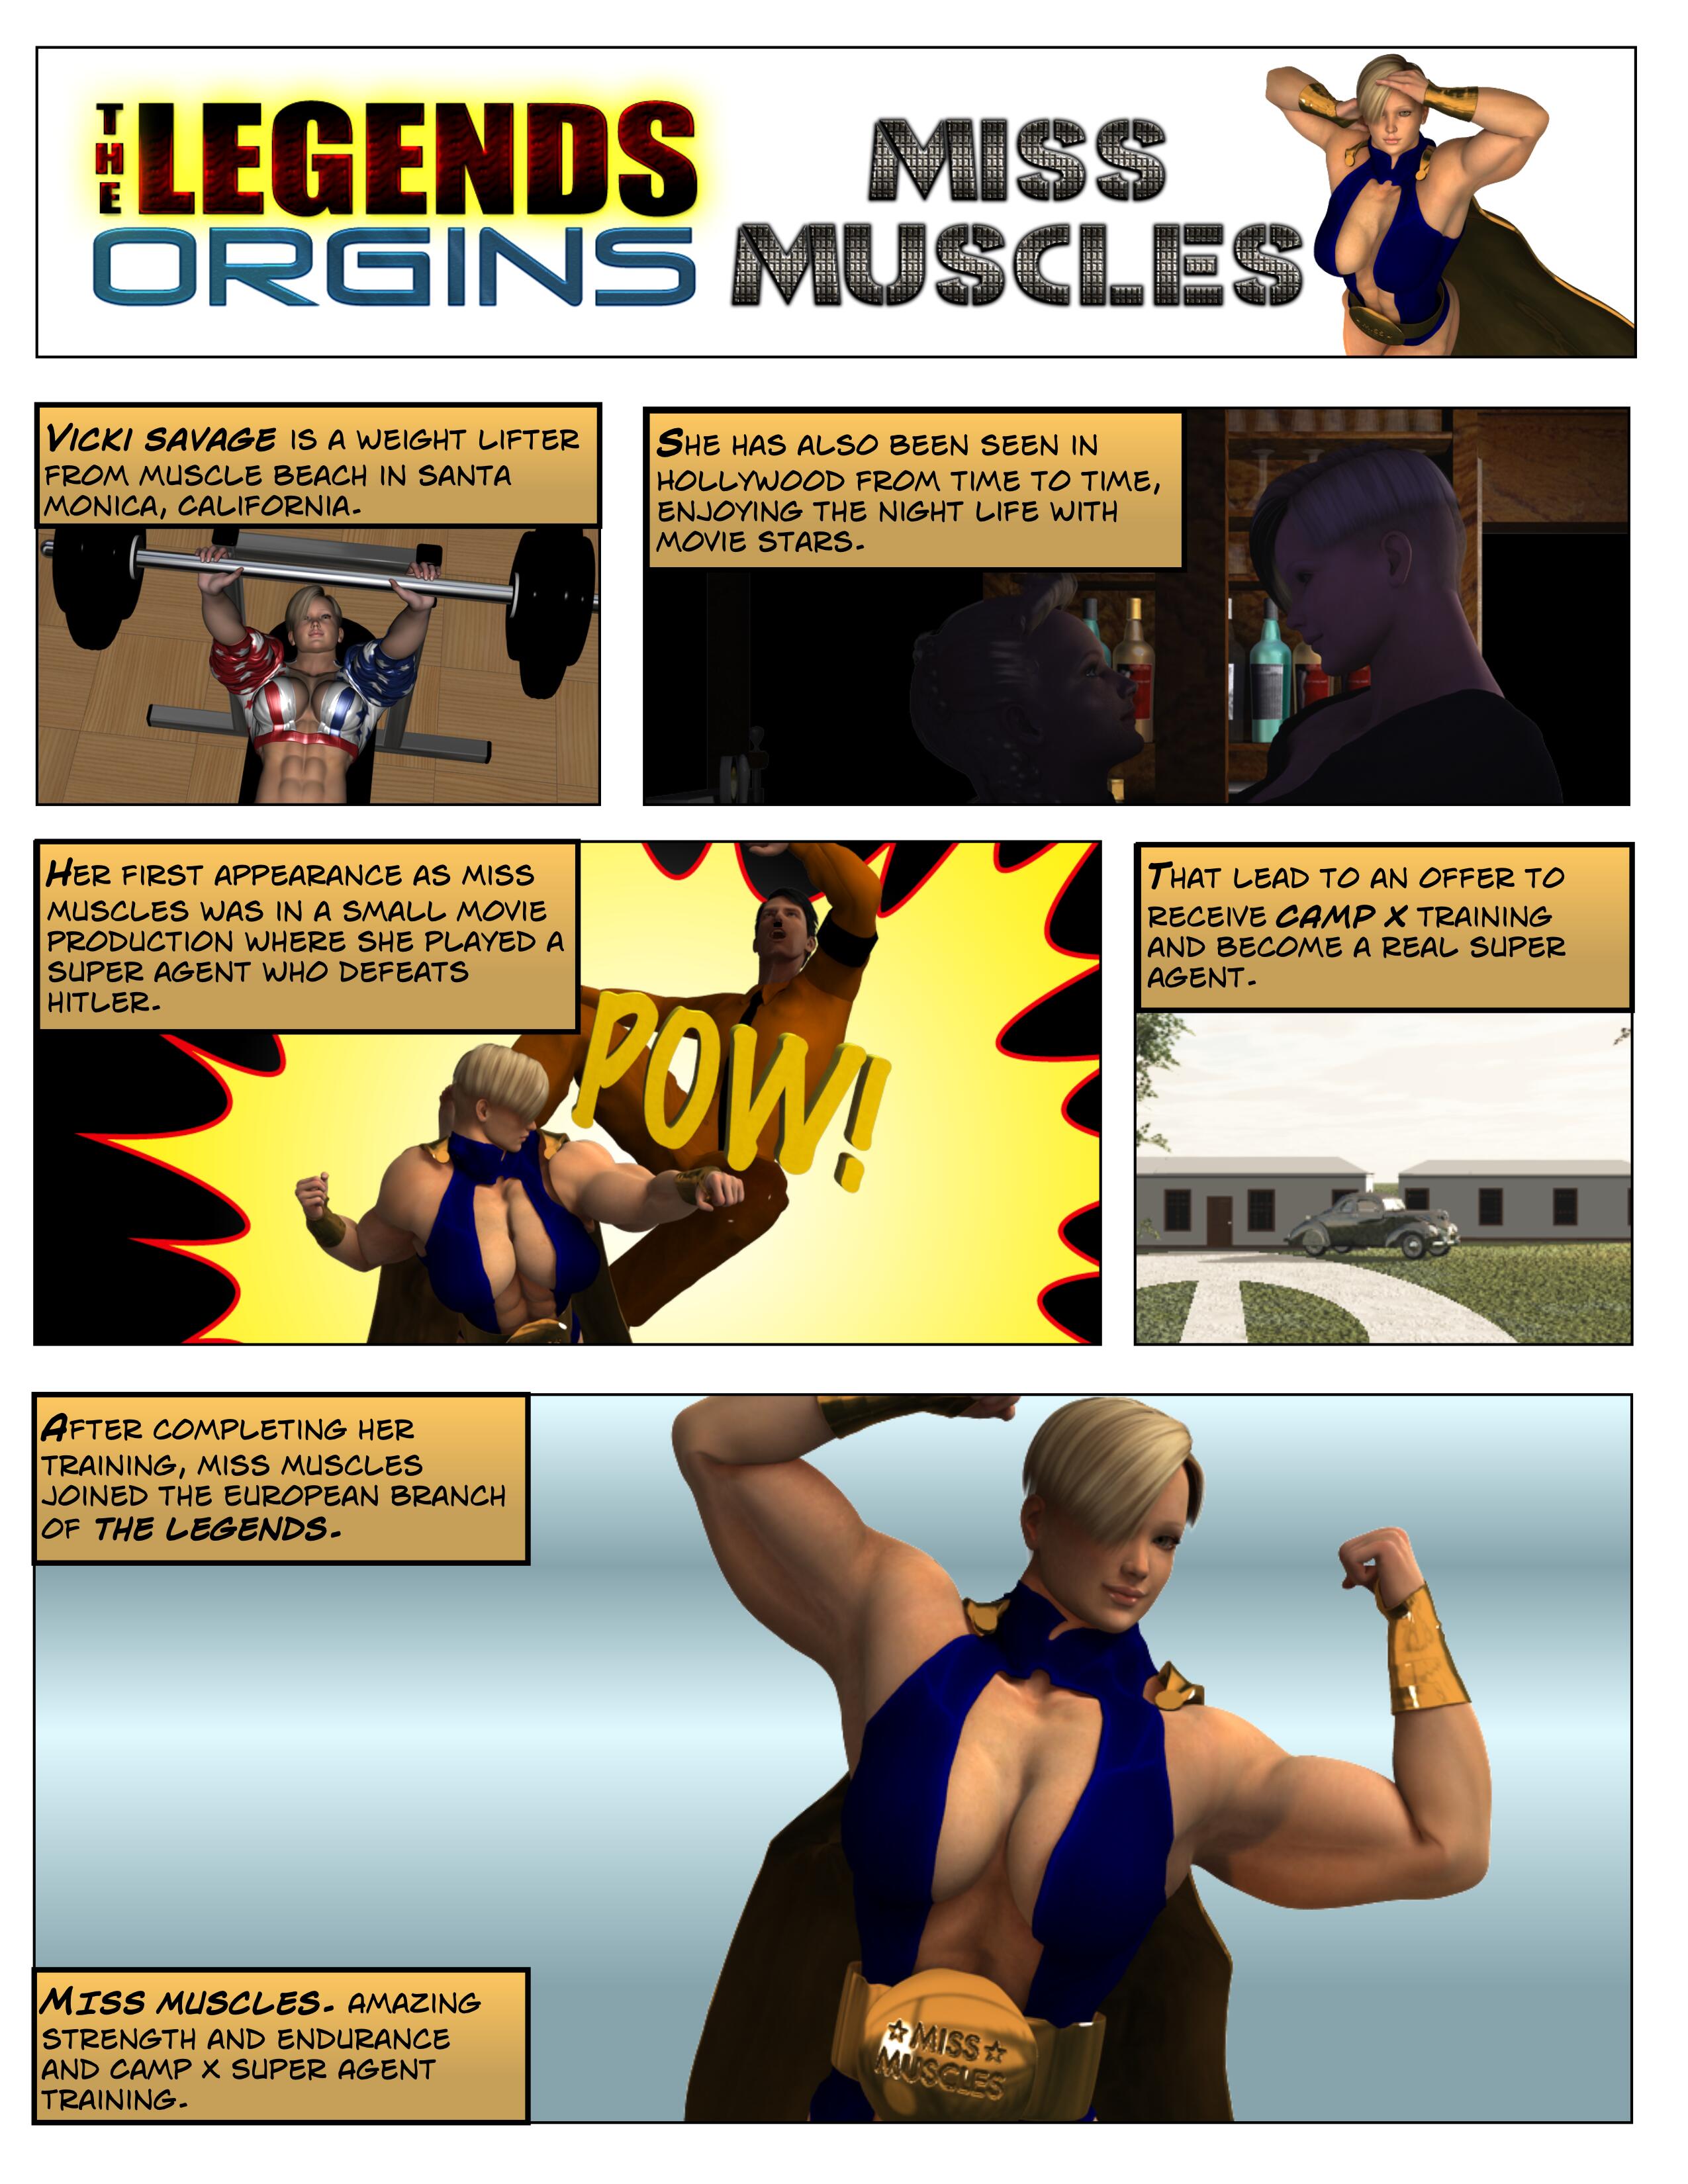 THE LEGENDS
ORGINS
MISS
MUSCLES
VICKI SAVAGE IS A WEIGHT LIFTER
FROM MUSCLE BEACH IN SANTA
MONICA, CALIFORNIA.
SHE HAS ALSO BEEN SEEN IN
HOLLYWOOD FROM TIME TO TIME,
ENJOYING THE NIGHT LIFE WITH
MOVIE STARS.
HER FIRST APPEARANCE AS MISS
MUSCLES WAS IN A SMALL MOVIE
PRODUCTION WHERE SHE PLAYED A
SUPER AGENT WHO DEFEATS
HITLER.
POW!
THAT LEAD TO AN OFFER TO
RECEIVE CAMP X TRAINING
AND BECOME A REAL SUPER
AGENT.
AFTER COMPLETING HER
TRAINING, MISS MUSCLES
JOINED THE EUROPEAN BRANCH
OF THE LEGENDS.
MISS MUSCLES. AMAZING
STRENGTH AND ENDURANCE
AND CAMP X SUPER AGENT
TRAINING.
★MISS★
MUSCLES